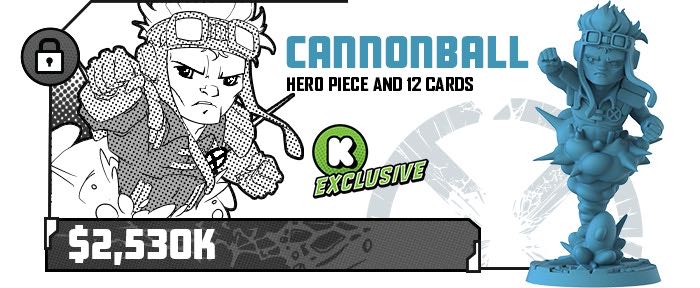 CANNONBALL
HERO PIECE AND 12 CARDS
K
EXCLUSIVE
$2,530K